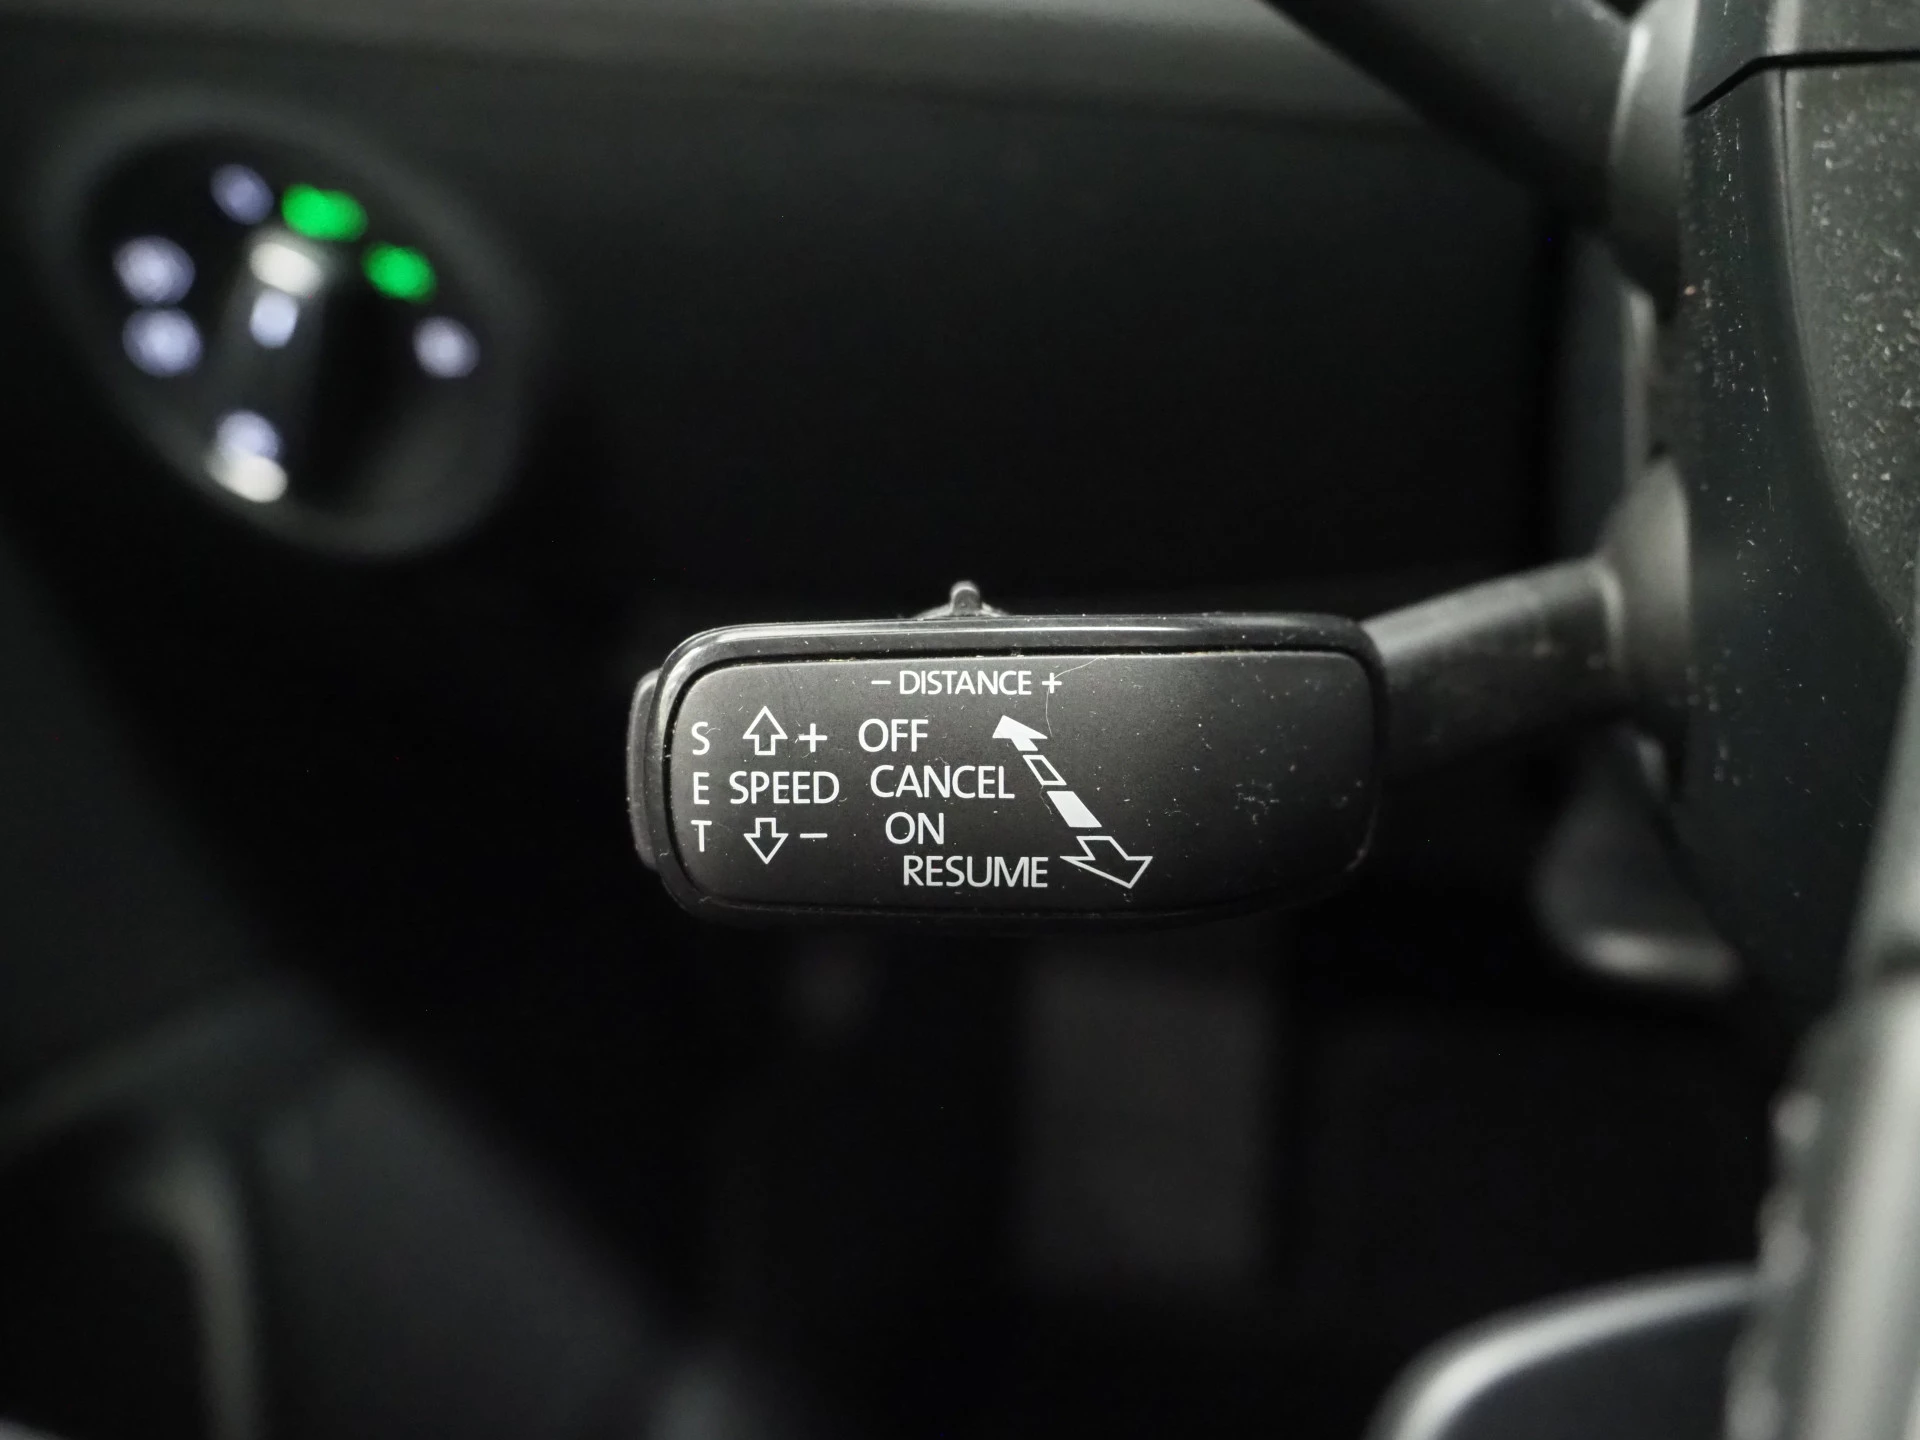 − DISTANCE +
S + OFF
E SPEED CANCEL
T − ON
RESUME